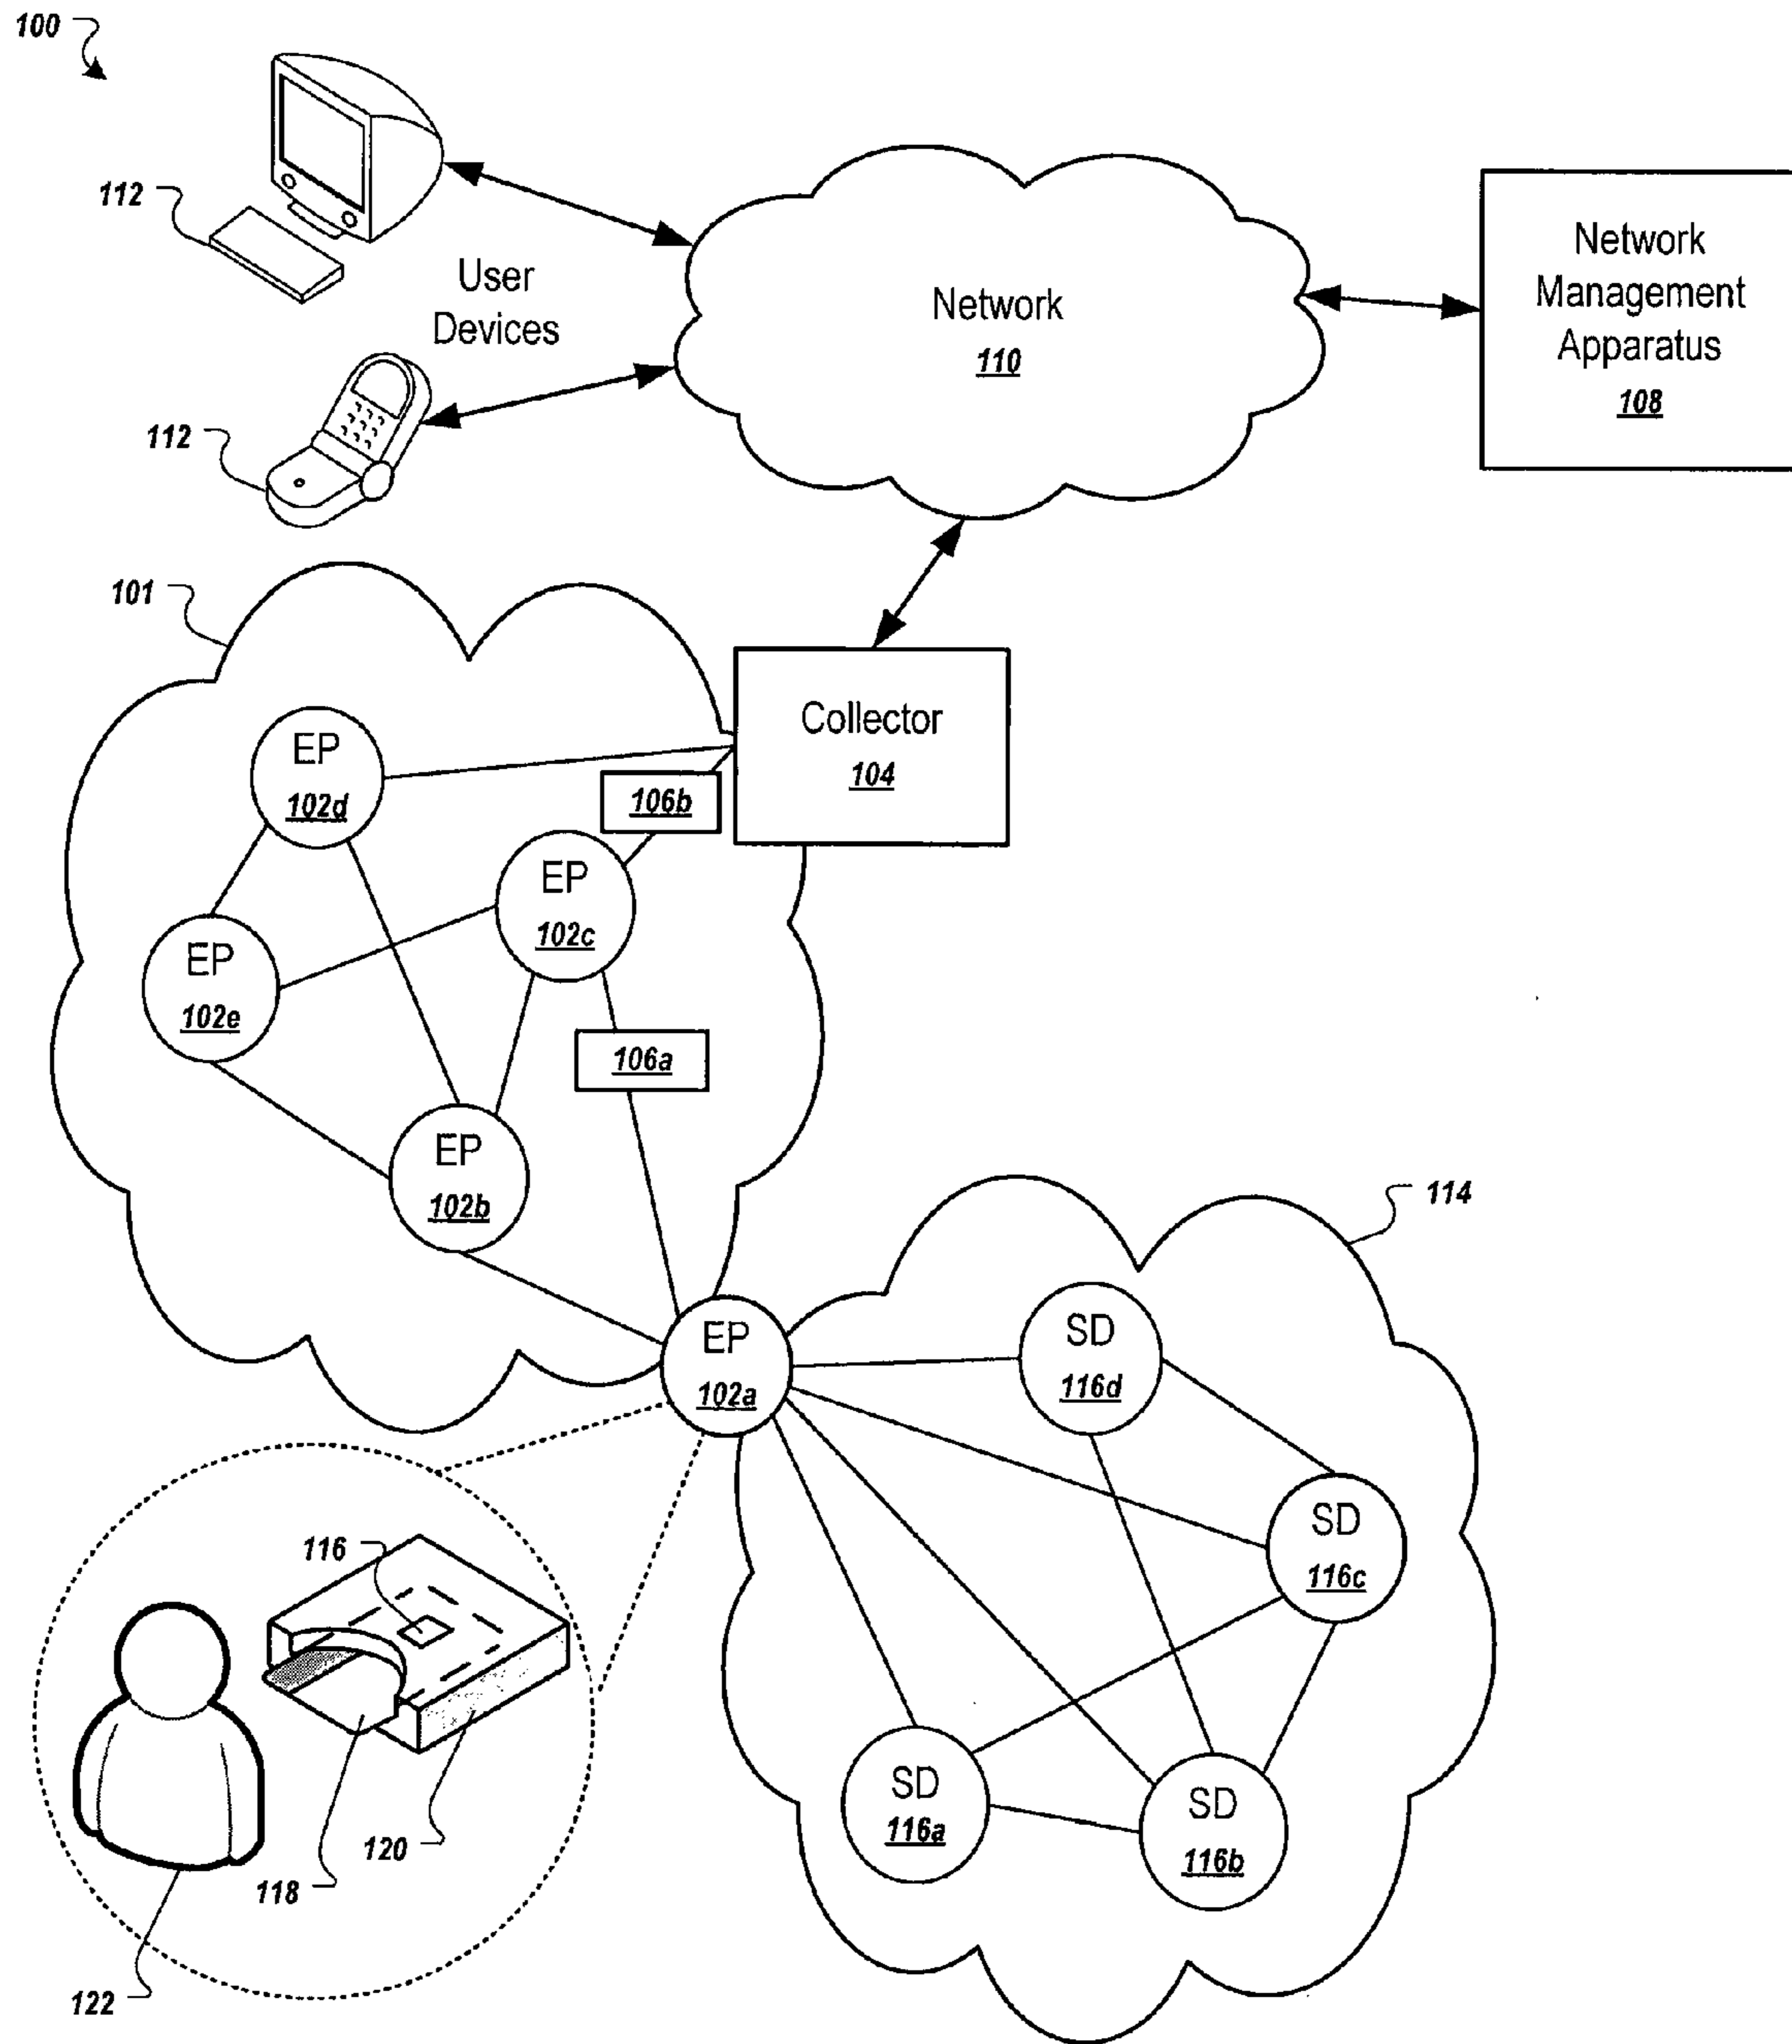 100
112
User
Devices
112
Network
110
Network
Management
Apparatus
108
101
Collector
104
EP
102d
106b
EP
102c
EP
102e
106a
EP
102b
114
EP
102a
SD
116d
SD
116c
116
SD
116a
SD
116b
120
118
122